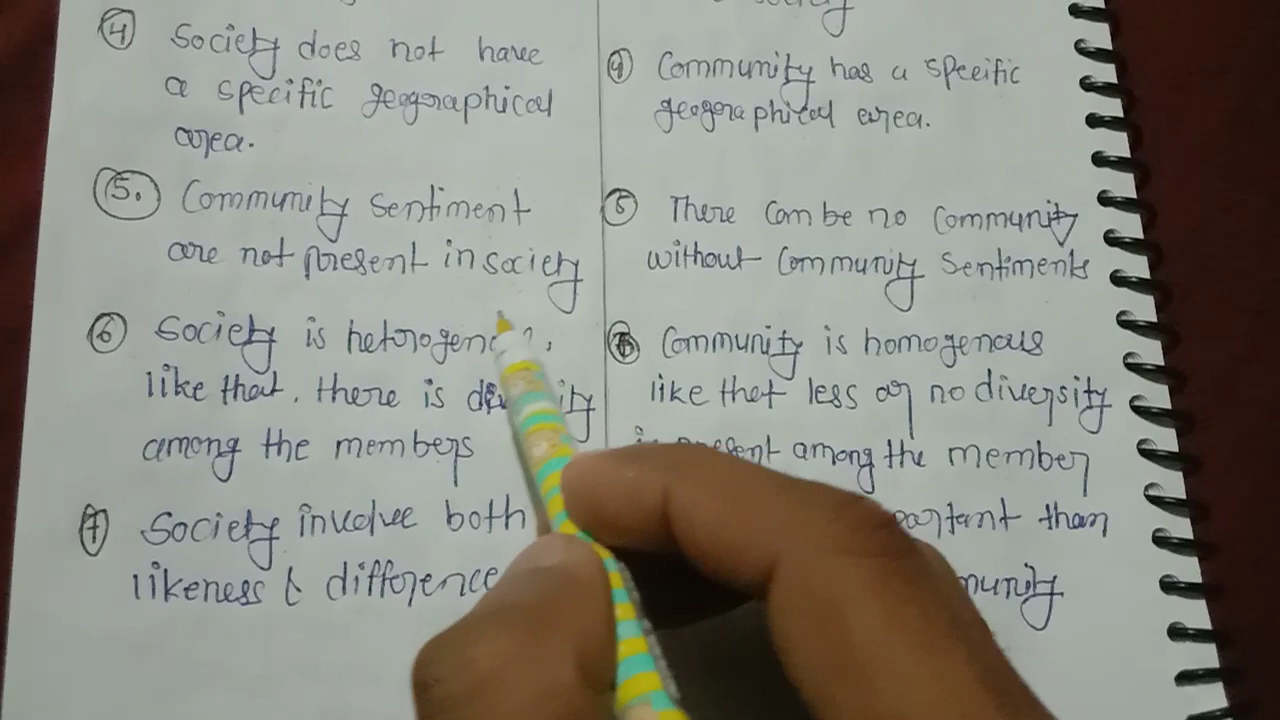 ④ Society does not have
a specific geographical
area.
⑤. Community sentiment
are not present in society
⑥ Society is
like that. there is
among the members
⑦ Society involve both
likeness & difference
④ Community has a specific
geographical area.
⑤ There can be no community
without Community sentiments
⑥ Community is homogenous
like that less or no diversity
among the member
than